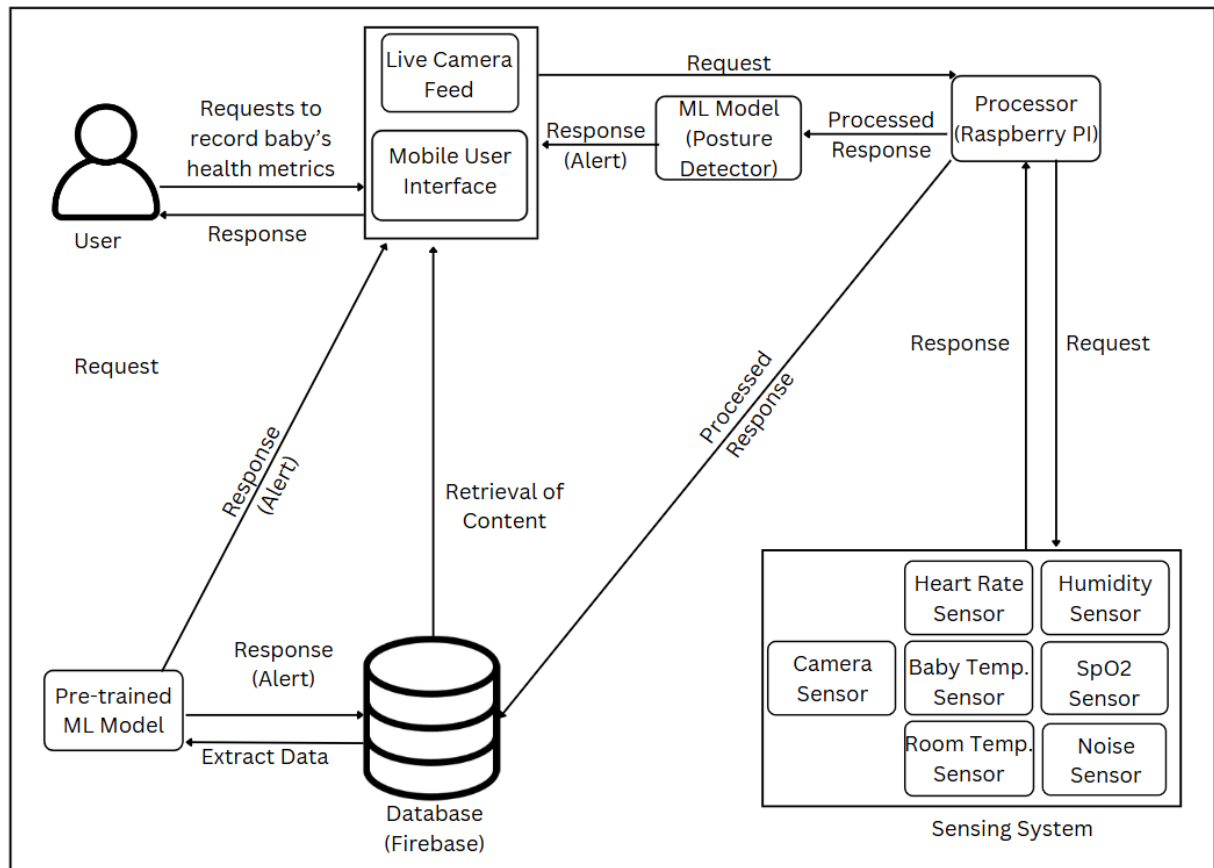 Live Camera
Feed
Request
Requests to
record baby's
health metrics
Mobile User
Interface
Response
(Alert)
ML Model
(Posture
Detector)
Processed
Response
Processor
(Raspberry PI)
User
Response
Request
Response
(Alert)
Retrieval of
Content
Processed
Response
Response
Request
Pre-trained
ML Model
Response
(Alert)
Extract Data
Database
(Firebase)
Camera
Sensor
Heart Rate
Sensor
Humidity
Sensor
Baby Temp.
Sensor
SpO2
Sensor
Room Temp.
Sensor
Noise
Sensor
Sensing System